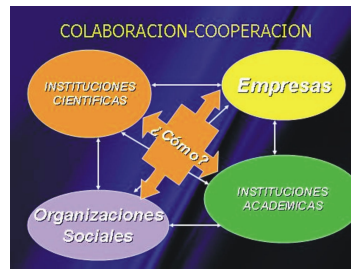 COLABORACION-COOPERACION
INSTITUCIONES
CIENTIFICAS
Empresas
¿Cómo?
Organizaciones
Sociales
INSTITUCIONES
ACADEMICAS